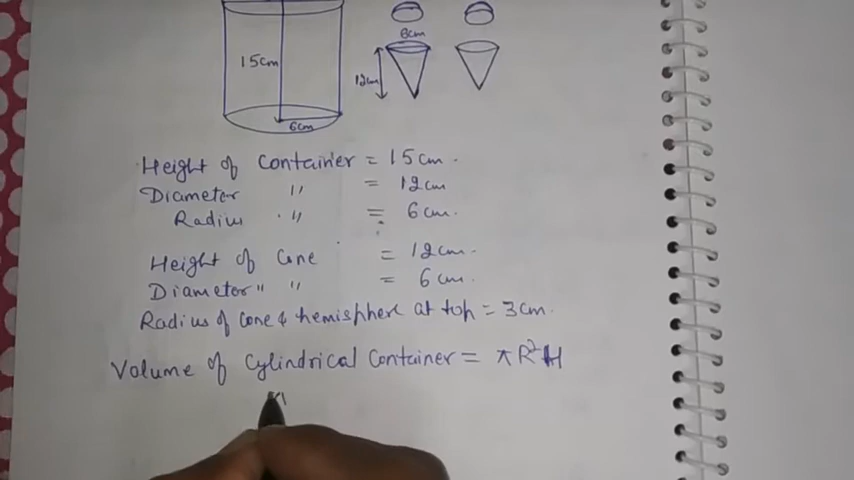 15cm
6cm
6cm
12cm
Height of Container = 15cm.
Diameter " = 12cm
Radius " = 6cm.
Height of Cone = 12cm.
Diameter " " = 6cm.
Radius of cone & hemisphere at top = 3cm.
Volume of Cylindrical Container = πR²H